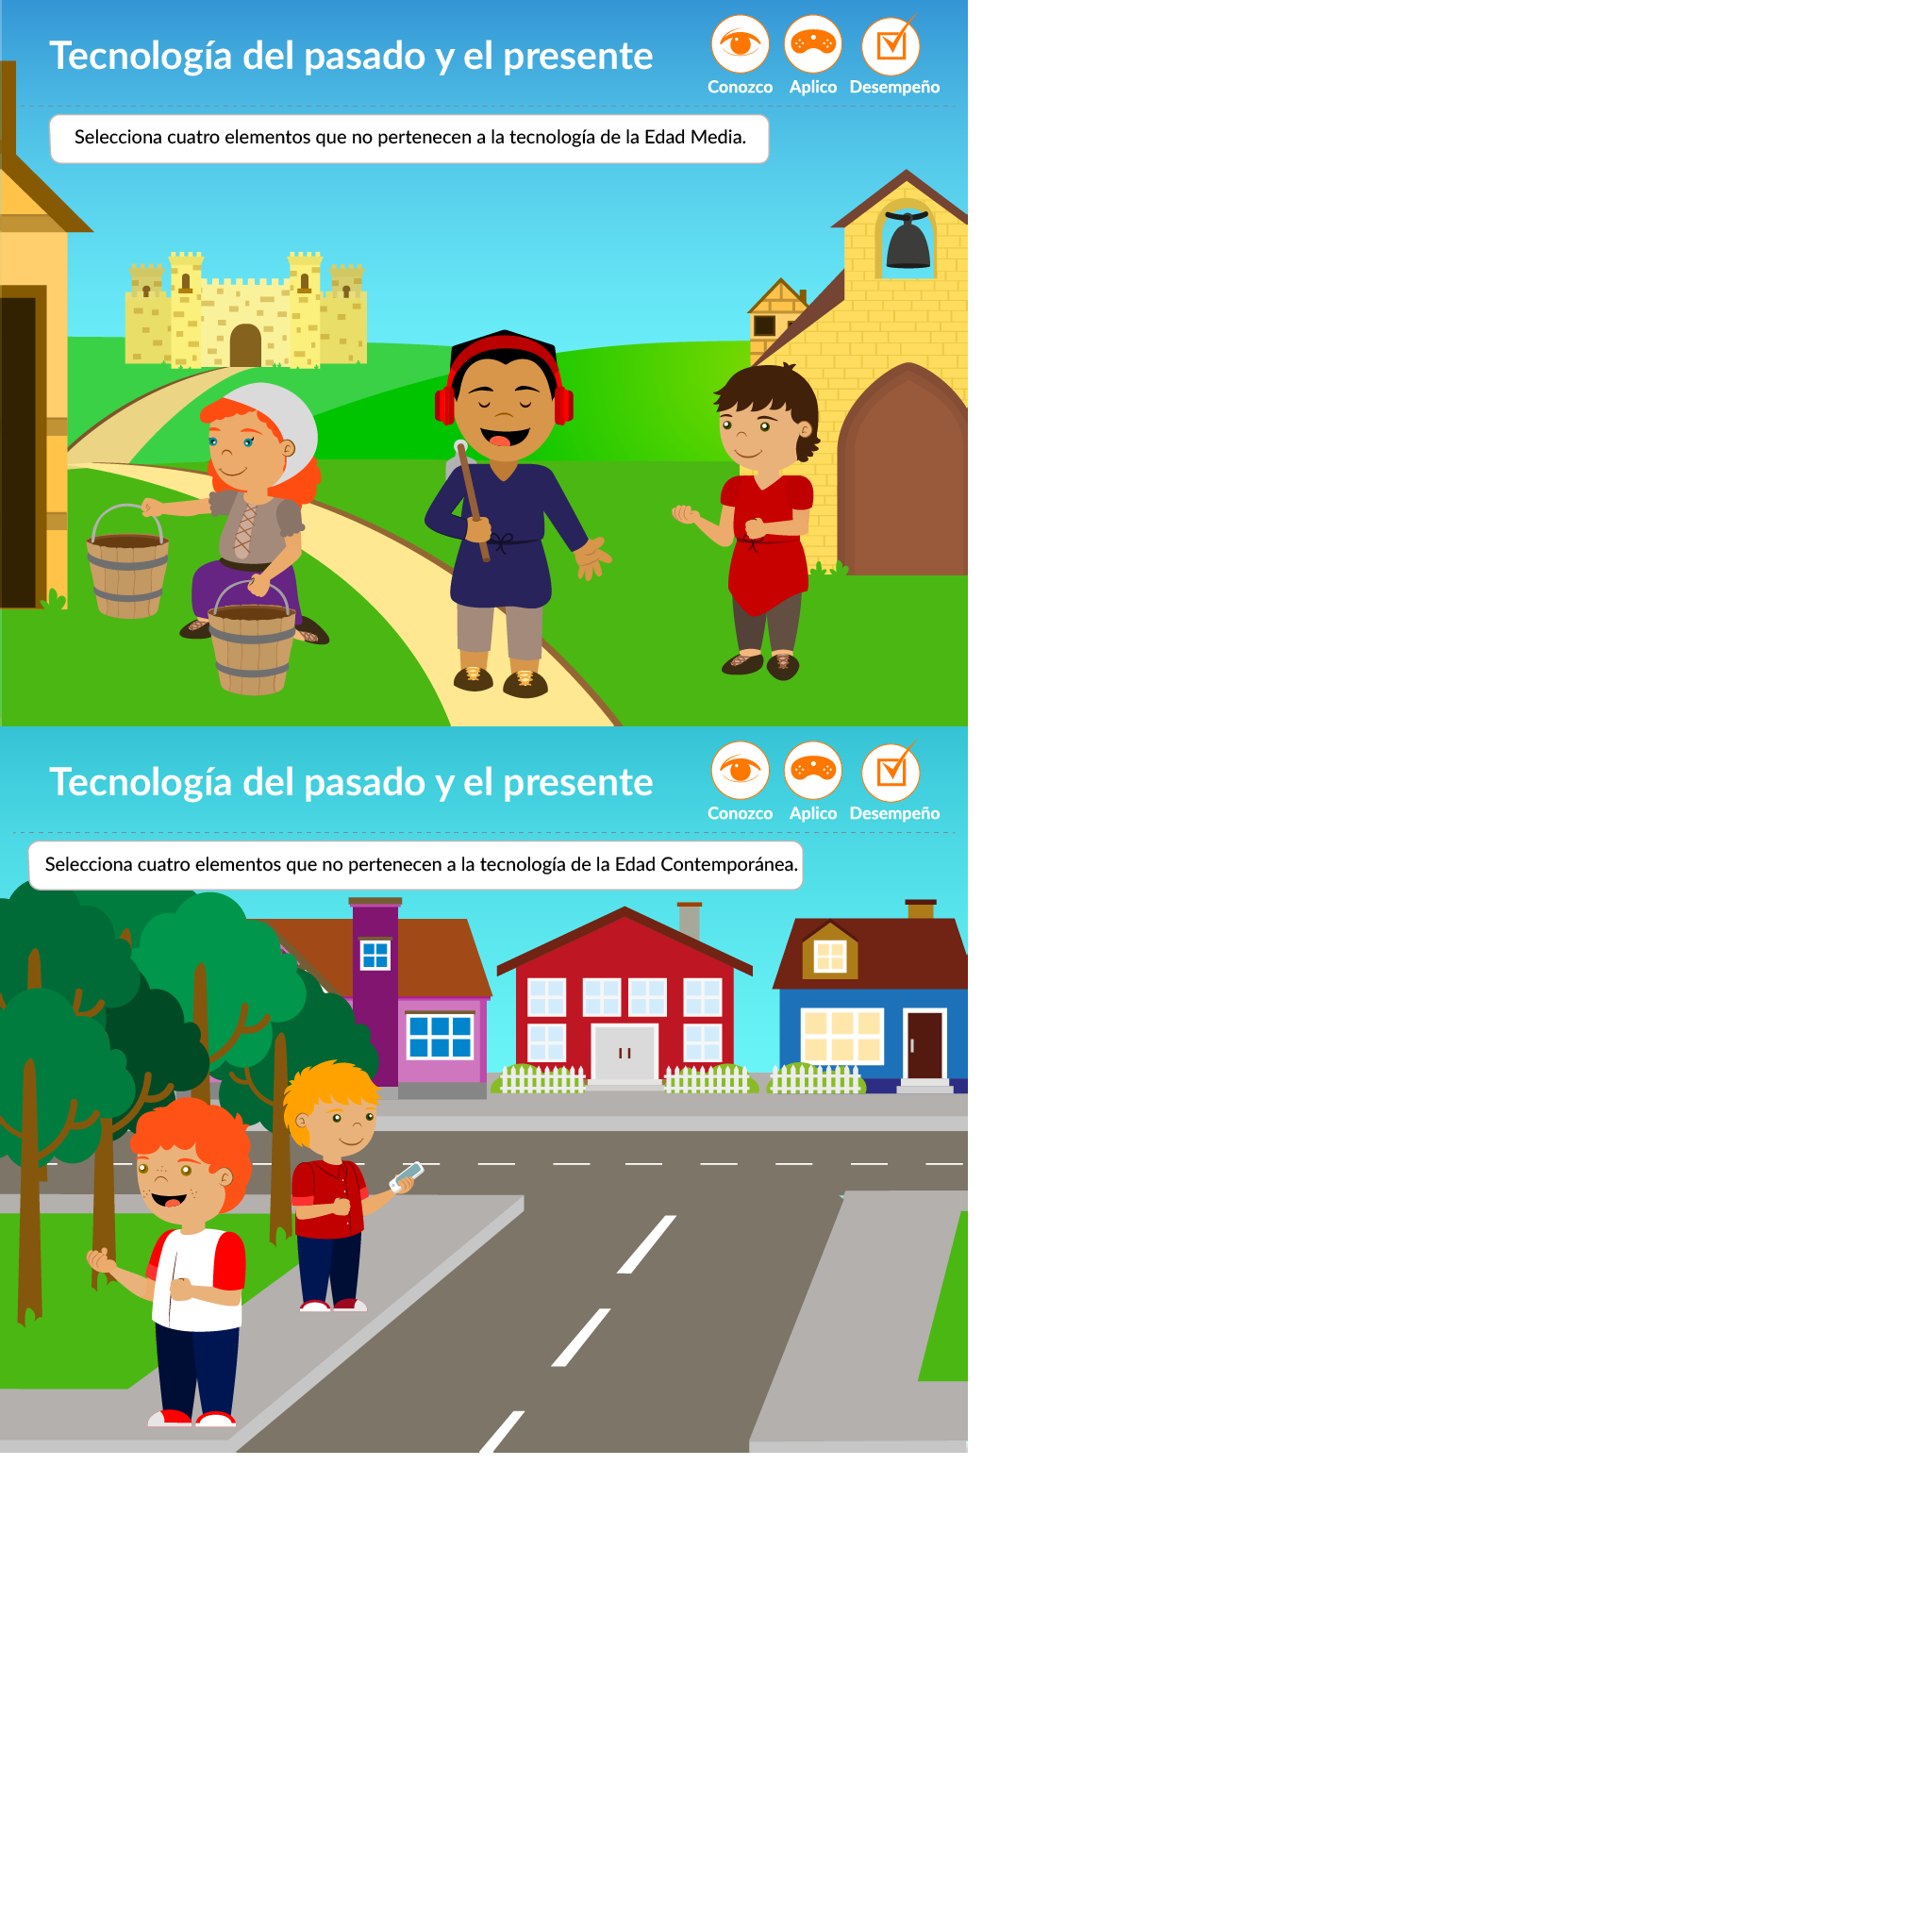 Tecnología del pasado y el presente
Conozco Aplico Desempeño
Selecciona cuatro elementos que no pertenecen a la tecnología de la Edad Media.
Tecnología del pasado y el presente
Conozco Aplico Desempeño
Selecciona cuatro elementos que no pertenecen a la tecnología de la Edad Contemporánea.